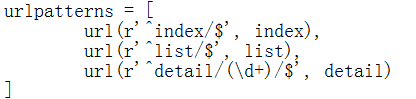 urlpatterns = [
        url(r'^index/$', index),
        url(r'^list/$', list),
        url(r'^detail/(\d+)/$', detail)
]